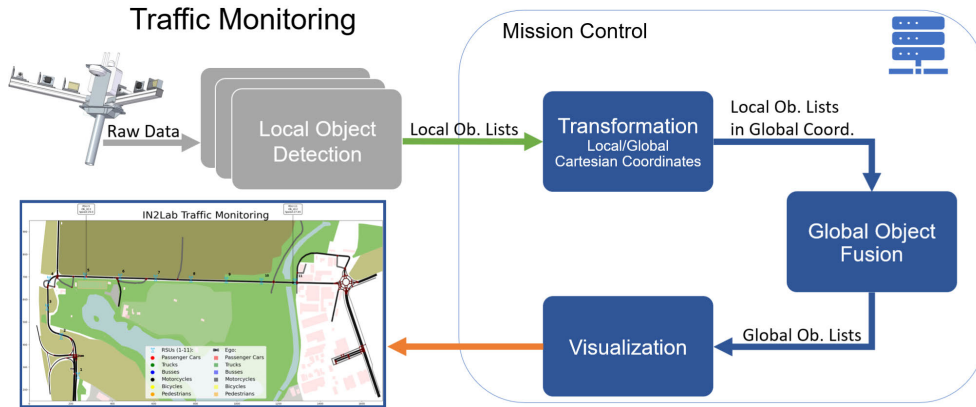 Traffic Monitoring
Mission Control
Raw Data
Local Object
Detection
Local Ob. Lists
Transformation
Local/Global
Cartesian Coordinates
Local Ob. Lists
in Global Coord.
Global Object
Fusion
Global Ob. Lists
Visualization
IN2Lab Traffic Monitoring
RSUs (1-11):
Passenger Cars
Trucks
Busses
Motorcycles
Bicycles
Pedestrians
Ego:
Passenger Cars
Trucks
Busses
Motorcycles
Bicycles
Pedestrians